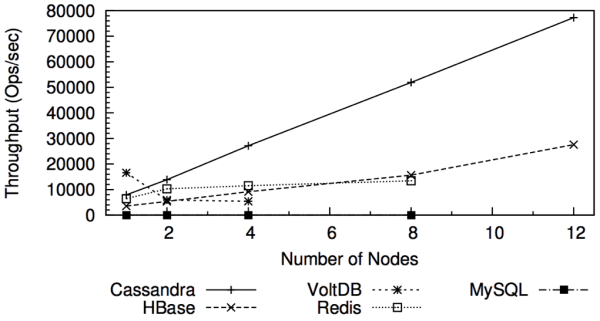 80000
70000
60000
50000
40000
30000
20000
10000
0
Throughput (Ops/sec)
2 4 6 8 10 12
Number of Nodes
Cassandra VoltDB MySQL
HBase Redis